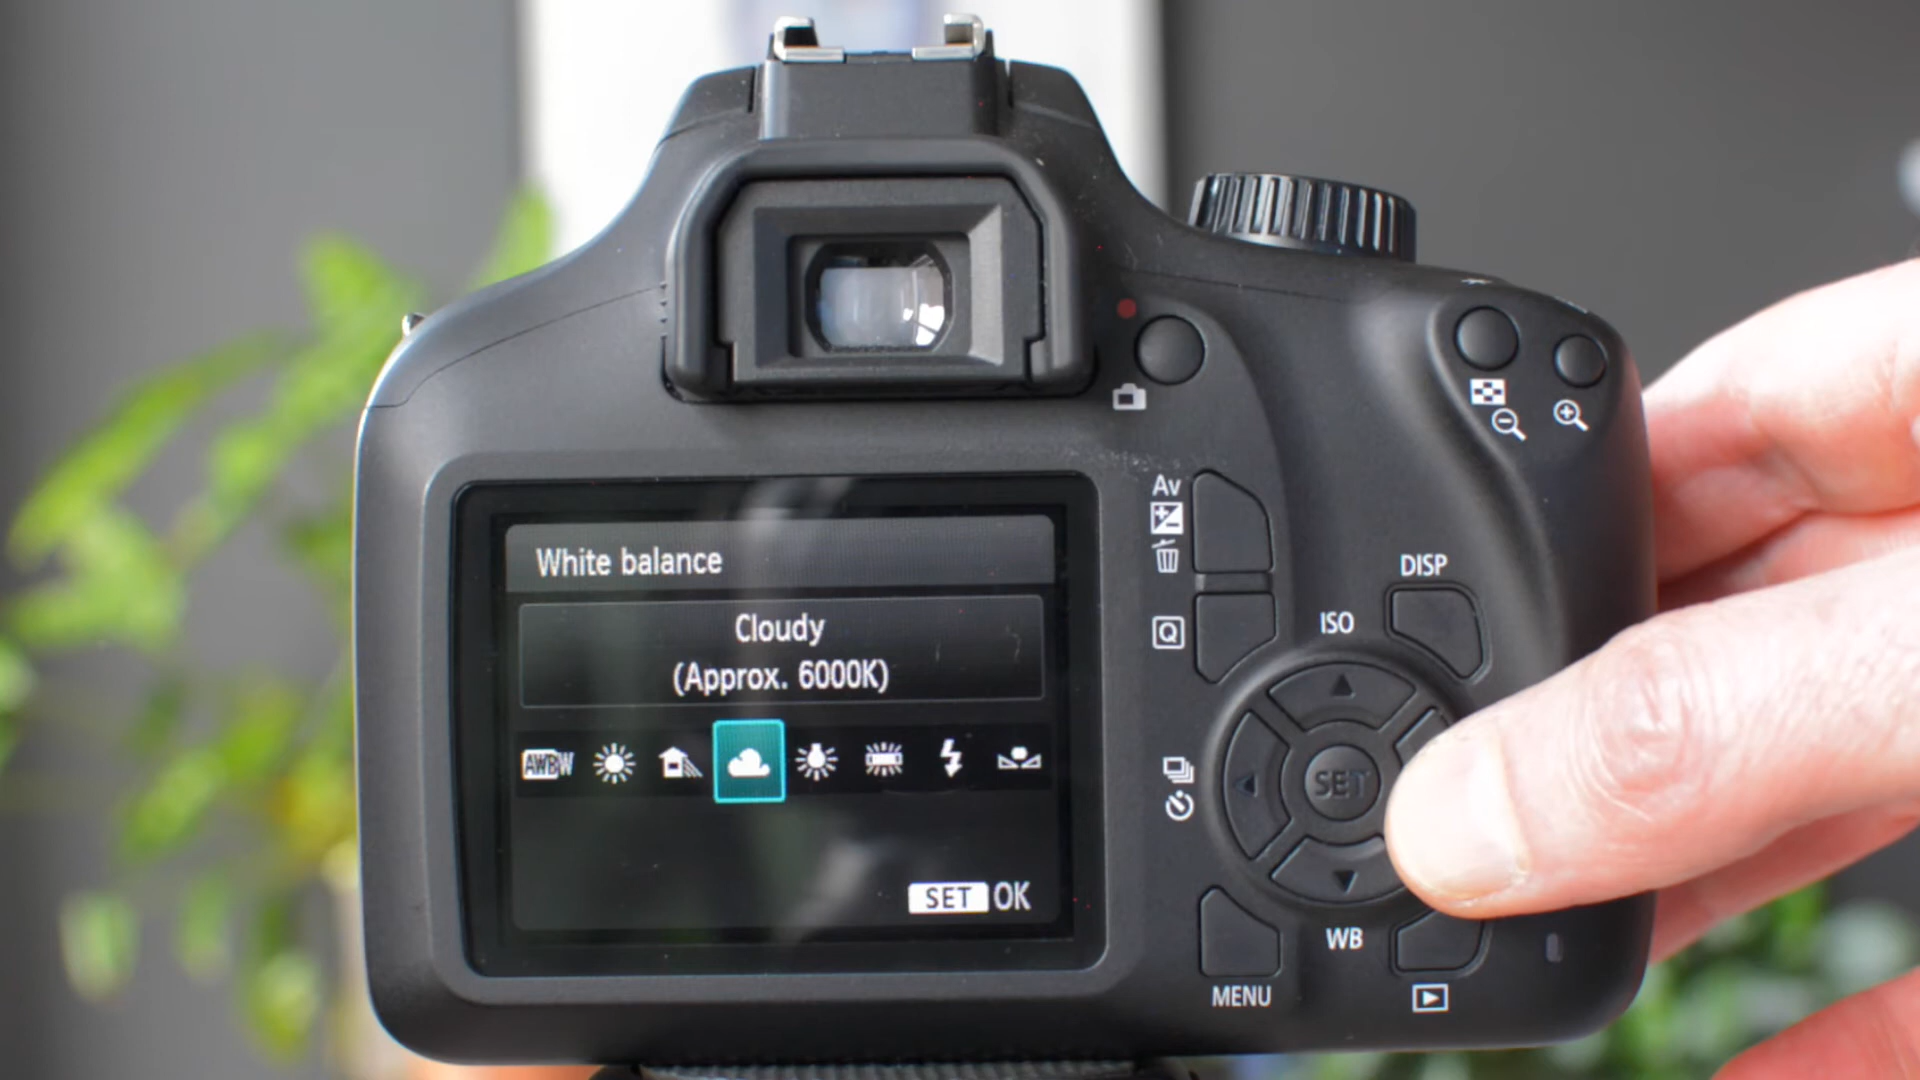 White balance
Cloudy
(Approx. 6000K)
AWBW
SET OK
Av
Q
DISP
ISO
SET
WB
MENU